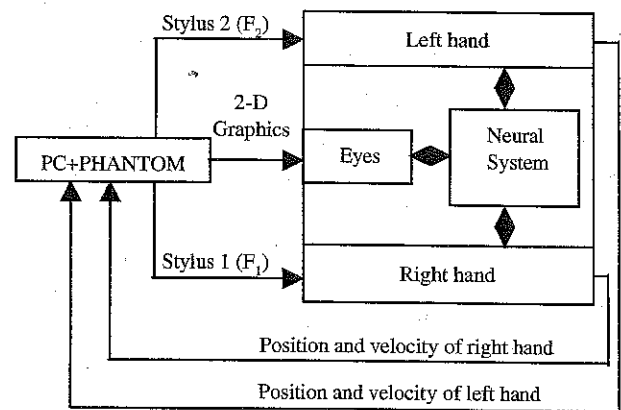 Stylus 2 (F₂)
Left hand
2-D
Graphics
PC+PHANTOM
Eyes
Neural
System
Stylus 1 (F₁)
Right hand
Position and velocity of right hand
Position and velocity of left hand